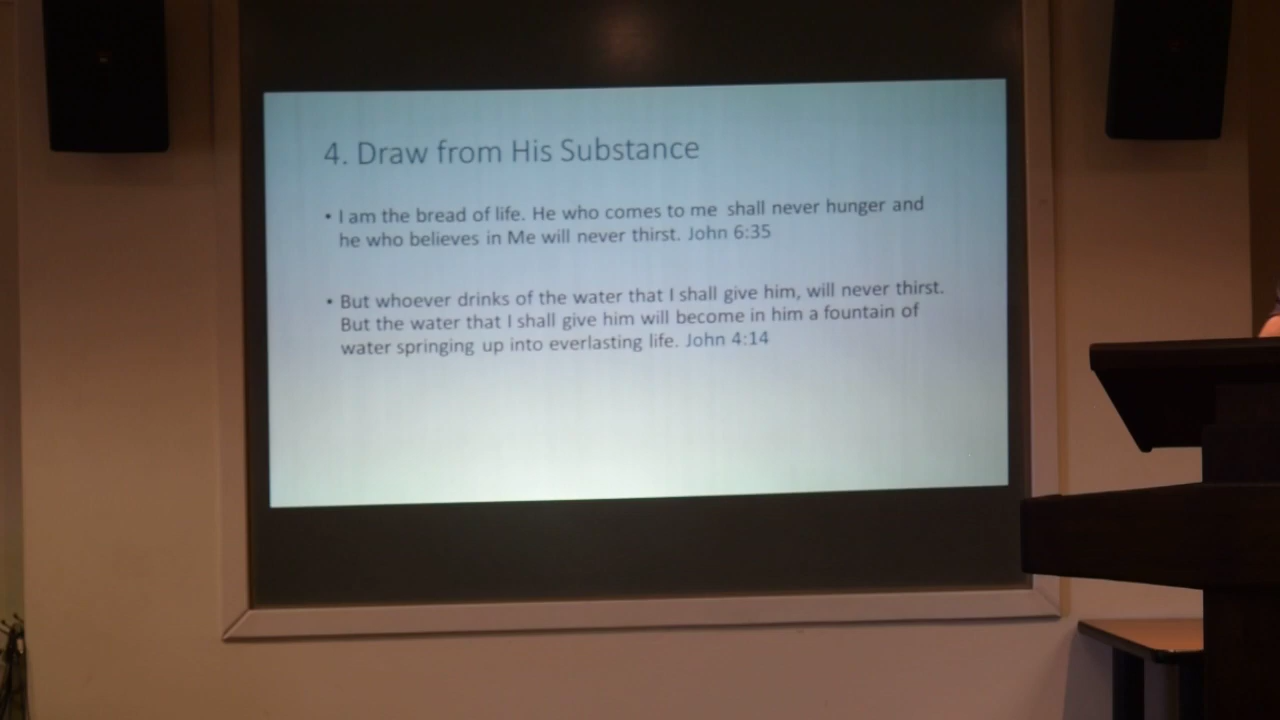 4. Draw from His Substance
• I am the bread of life. He who comes to me shall never hunger and
he who believes in Me will never thirst. John 6:35
• But whoever drinks of the water that I shall give him, will never thirst.
But the water that I shall give him will become in him a fountain of
water springing up into everlasting life. John 4:14